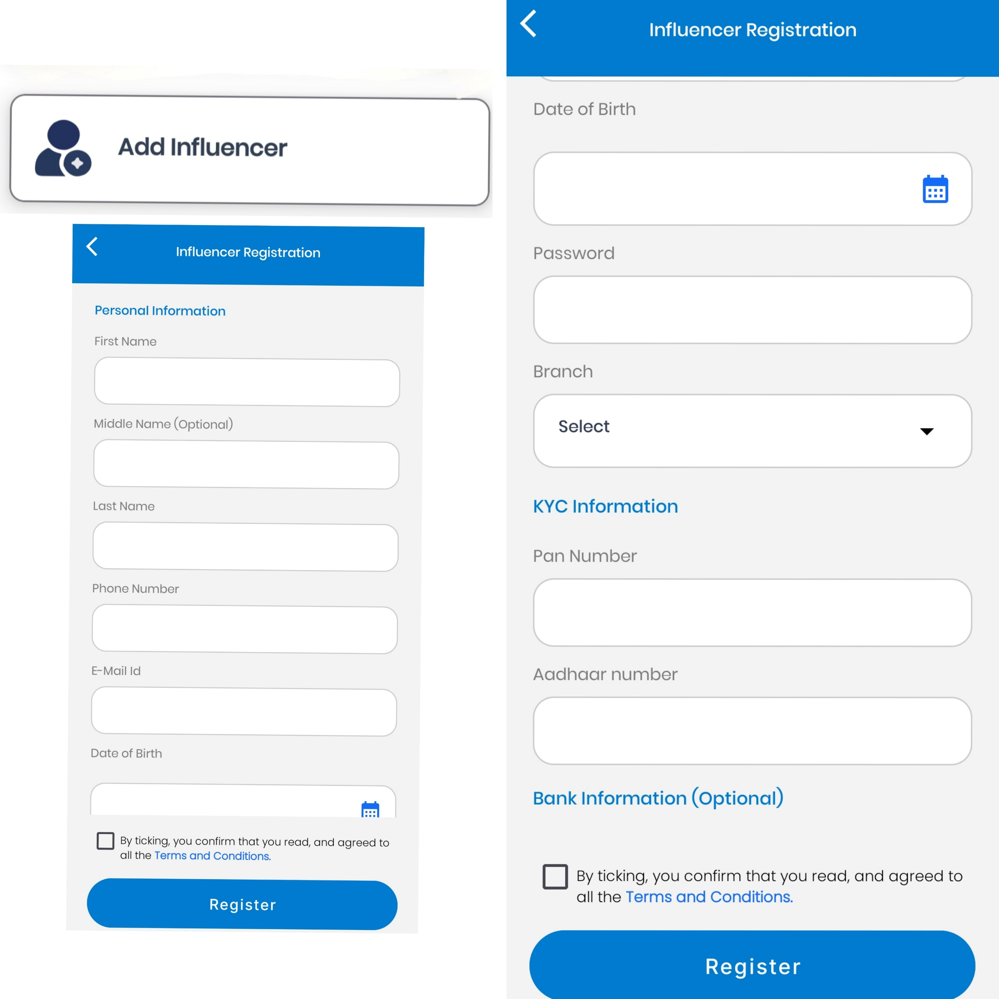 Add Influencer
Influencer Registration
Personal Information
First Name
Middle Name (Optional)
Last Name
Phone Number
E-Mail Id
Date of Birth
By ticking, you confirm that you read, and agreed to
all the Terms and Conditions.
Register
Influencer Registration
Date of Birth
Password
Branch
Select
KYC Information
Pan Number
Aadhaar number
Bank Information (Optional)
By ticking, you confirm that you read, and agreed to
all the Terms and Conditions.
Register